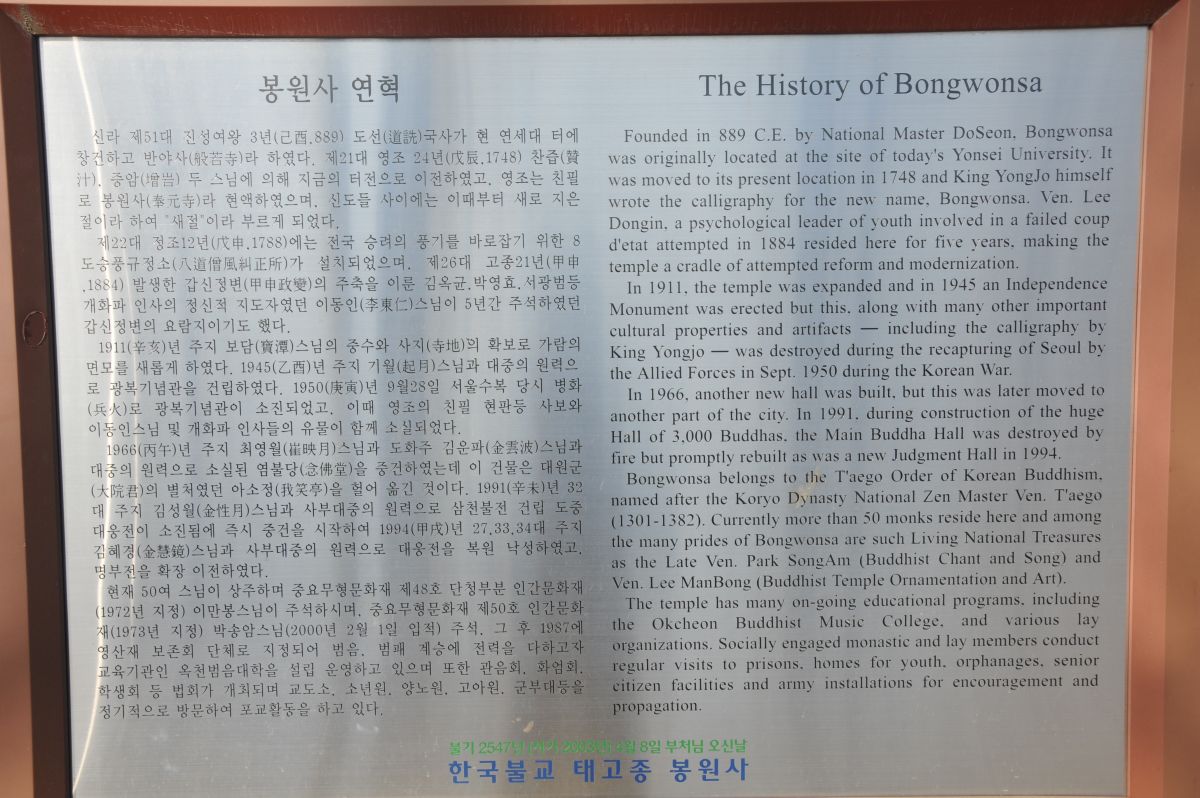 봉원사 연혁
신라 제51대 진성여왕 3년(己酉.889) 도선(道詵)국사가 현 연세대 터에
창건하고 반야사(般若寺)라 하였다. 제21대 영조 24년(戊辰.1748) 찬즙(贊
汁), 증암(增岩) 두 스님에 의해 지금의 터전으로 이전하였고, 영조는 친필
로 봉원사(奉元寺)라 현액하였으며, 신도들 사이에는 이때부터 새로 지은
절이라 하여 "새절"이라 부르게 되었다.
제22대 정조12년(戊申.1788)에는 전국 승려의 풍기를 바로잡기 위한 8
도승풍규정소(八道僧風糾正所)가 설치되었으며, 제26대 고종21년(甲申
.1884) 발생한 갑신정변(甲申政變)의 주축을 이룬 김옥균.박영효.서광범등
개화파 인사의 정신적 지도자였던 이동인(李東仁)스님이 5년간 주석하였던
갑신정변의 요람지이기도 했다.
1911(辛亥)년 주지 보담(寶潭)스님의 중수와 사지(寺地)의 확보로 가람의
면모를 새롭게 하였다. 1945(乙酉)년 주지 기월(起月)스님과 대중의 원력으
로 광복기념관을 건립하였다. 1950(庚寅)년 9월28일 서울수복 당시 병화
(兵火)로 광복기념관이 소진되었고, 이때 영조의 친필 현판등 사보와
이동인스님 및 개화파 인사들의 유물이 함께 소실되었다.
1966(丙午)년 주지 최영월(崔映月)스님과 도화주 김운파(金雲波)스님과
대중의 원력으로 소실된 염불당(念佛堂)을 중건하였는데 이 건물은 대원군
(大院君)의 별처였던 아소정(我笑亭)을 헐어 옮긴 것이다. 1991(辛未)년 32
대 주지 김성월(金性月)스님과 사부대중의 원력으로 삼천불전 건립 도중
대웅전이 소진됨에 즉시 중건을 시작하여 1994(甲戌)년 27,33,34대 주지
김혜경(金慧鏡)스님과 사부대중의 원력으로 대웅전을 복원 낙성하였고,
명부전을 확장 이전하였다.
현재 50여 스님이 상주하며 중요무형문화재 제48호 단청부분 인간문화재
(1972년 지정) 이만봉스님이 주석하시며, 중요무형문화재 제50호 인간문화
재(1973년 지정) 박송암스님(2000년 2월 1일 입적) 주석, 그 후 1987에
영산재 보존회 단체로 지정되어 범음, 범패 계승에 전력을 다하고자
교육기관인 옥천범음대학을 설립 운영하고 있으며 또한 관음회, 화엄회,
학생회 등 법회가 개최되며 교도소, 소년원, 양노원, 고아원, 군부대등을
정기적으로 방문하여 포교활동을 하고 있다.
The History of Bongwonsa
Founded in 889 C.E. by National Master DoSeon, Bongwonsa
was originally located at the site of today's Yonsei University. It
was moved to its present location in 1748 and King YongJo himself
wrote the calligraphy for the new name, Bongwonsa. Ven. Lee
Dongin, a psychological leader of youth involved in a failed coup
d'etat attempted in 1884 resided here for five years, making the
temple a cradle of attempted reform and modernization.
In 1911, the temple was expanded and in 1945 an Independence
Monument was erected but this, along with many other important
cultural properties and artifacts — including the calligraphy by
King Yongjo — was destroyed during the recapturing of Seoul by
the Allied Forces in Sept. 1950 during the Korean War.
In 1966, another new hall was built, but this was later moved to
another part of the city. In 1991, during construction of the huge
Hall of 3,000 Buddhas, the Main Buddha Hall was destroyed by
fire but promptly rebuilt as was a new Judgment Hall in 1994.
Bongwonsa belongs to the T'aego Order of Korean Buddhism,
named after the Koryo Dynasty National Zen Master Ven. T'aego
(1301-1382). Currently more than 50 monks reside here and among
the many prides of Bongwonsa are such Living National Treasures
as the Late Ven. Park SongAm (Buddhist Chant and Song) and
Ven. Lee ManBong (Buddhist Temple Ornamentation and Art).
The temple has many on-going educational programs, including
the Okcheon Buddhist Music College, and various lay
organizations. Socially engaged monastic and lay members conduct
regular visits to prisons, homes for youth, orphanages, senior
citizen facilities and army installations for encouragement and
propagation.
불기 2547년 (서기 2003년) 4월 8일 부처님 오신날
한국불교 태고종 봉원사